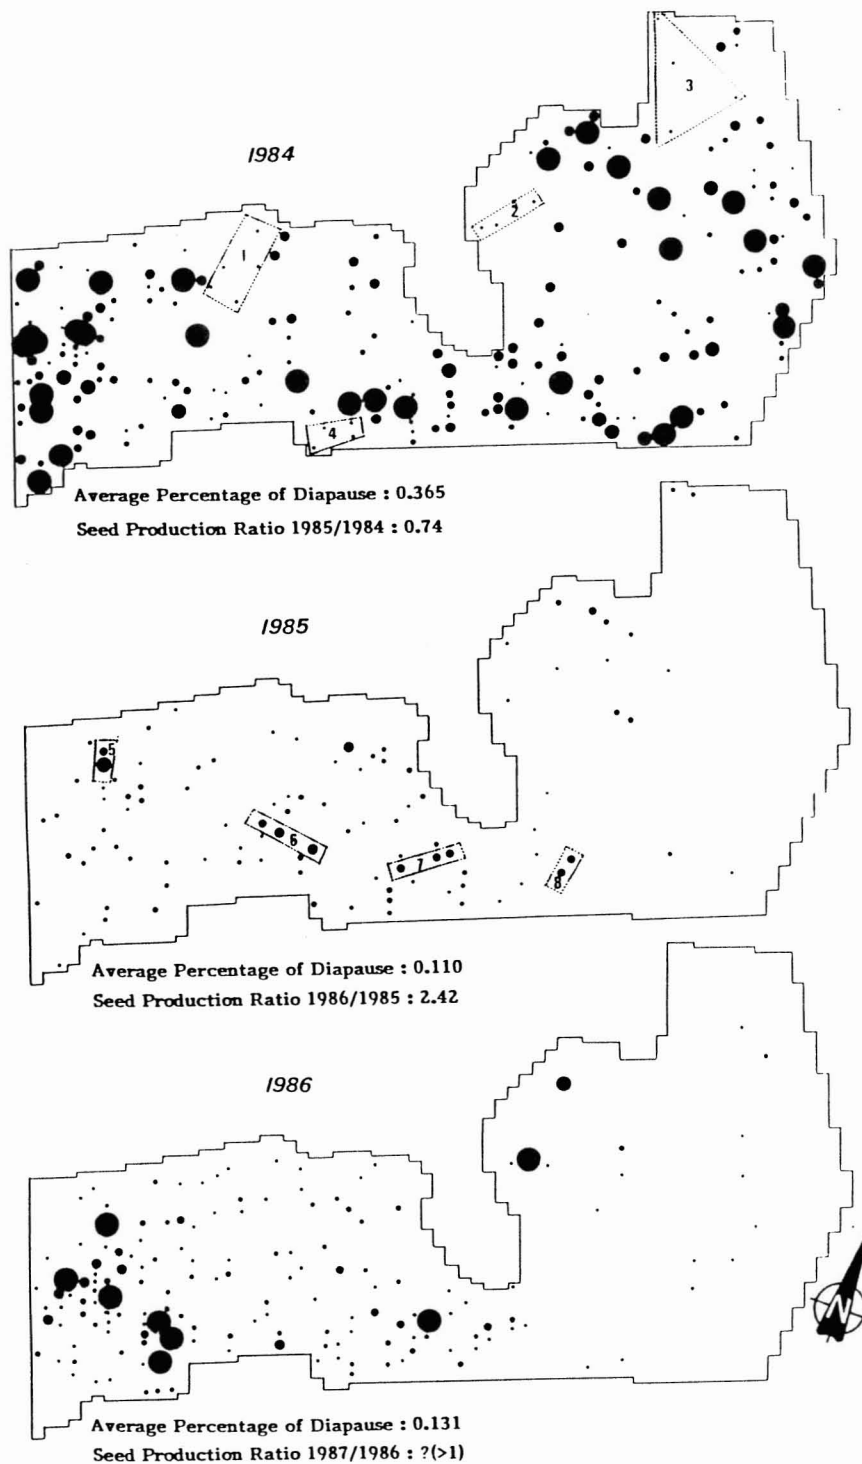 3
1984
2
1
4
Average Percentage of Diapause : 0.365
Seed Production Ratio 1985/1984 : 0.74
1985
5
6
7
8
Average Percentage of Diapause : 0.110
Seed Production Ratio 1986/1985 : 2.42
1986
N
Average Percentage of Diapause : 0.131
Seed Production Ratio 1987/1986 : ?(>1)